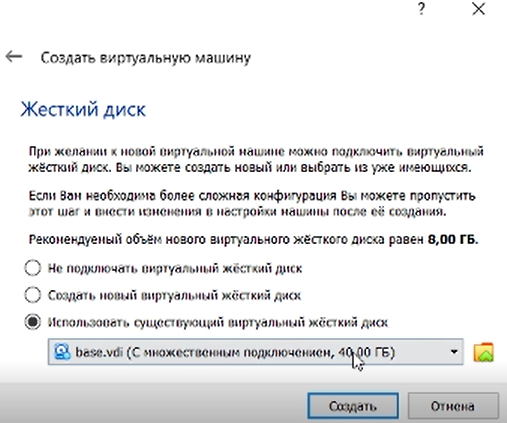 ?
Создать виртуальную машину
Жесткий диск
При желании к новой виртуальной машине можно подключить виртуальный
жёсткий диск. Вы можете создать новый или выбрать из уже имеющихся.
Если Вам необходима более сложная конфигурация Вы можете пропустить
этот шаг и внести изменения в настройки машины после её создания.
Рекомендуемый объём нового виртуального жёсткого диска равен 8,00 ГБ.
Не подключать виртуальный жёсткий диск
Создать новый виртуальный жёсткий диск
Использовать существующий виртуальный жёсткий диск
base.vdi (С множественным подключением, 40,00 ГБ)
Создать
Отмена